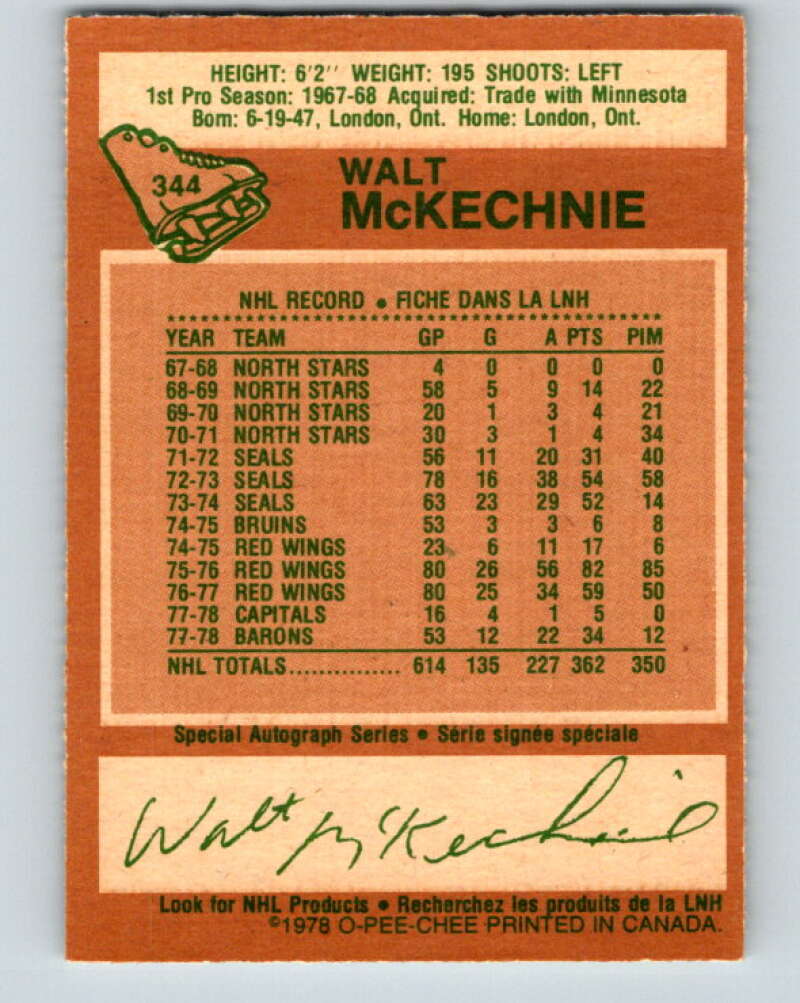 HEIGHT: 6'2'' WEIGHT: 195 SHOOTS: LEFT
1st Pro Season: 1967-68 Acquired: Trade with Minnesota
Born: 6-19-47, London, Ont. Home: London, Ont.
344
WALT
McKECHNIE
NHL RECORD • FICHE DANS LA LNH
YEAR TEAM GP G A PTS PIM
67-68 NORTH STARS 4 0 0 0 0
68-69 NORTH STARS 58 5 9 14 22
69-70 NORTH STARS 20 1 3 4 21
70-71 NORTH STARS 30 3 1 4 34
71-72 SEALS 56 11 20 31 40
72-73 SEALS 78 16 38 54 58
73-74 SEALS 63 23 29 52 14
74-75 BRUINS 53 3 3 6 8
74-75 RED WINGS 23 6 11 17 6
75-76 RED WINGS 80 26 56 82 85
76-77 RED WINGS 80 25 34 59 50
77-78 CAPITALS 16 4 1 5 0
77-78 BARONS 53 12 22 34 12
NHL TOTALS............... 614 135 227 362 350
Special Autograph Series • Série signée spéciale
Walt McKechnie
Look for NHL Products • Recherchez les produits de la LNH
©1978 O-PEE-CHEE PRINTED IN CANADA.